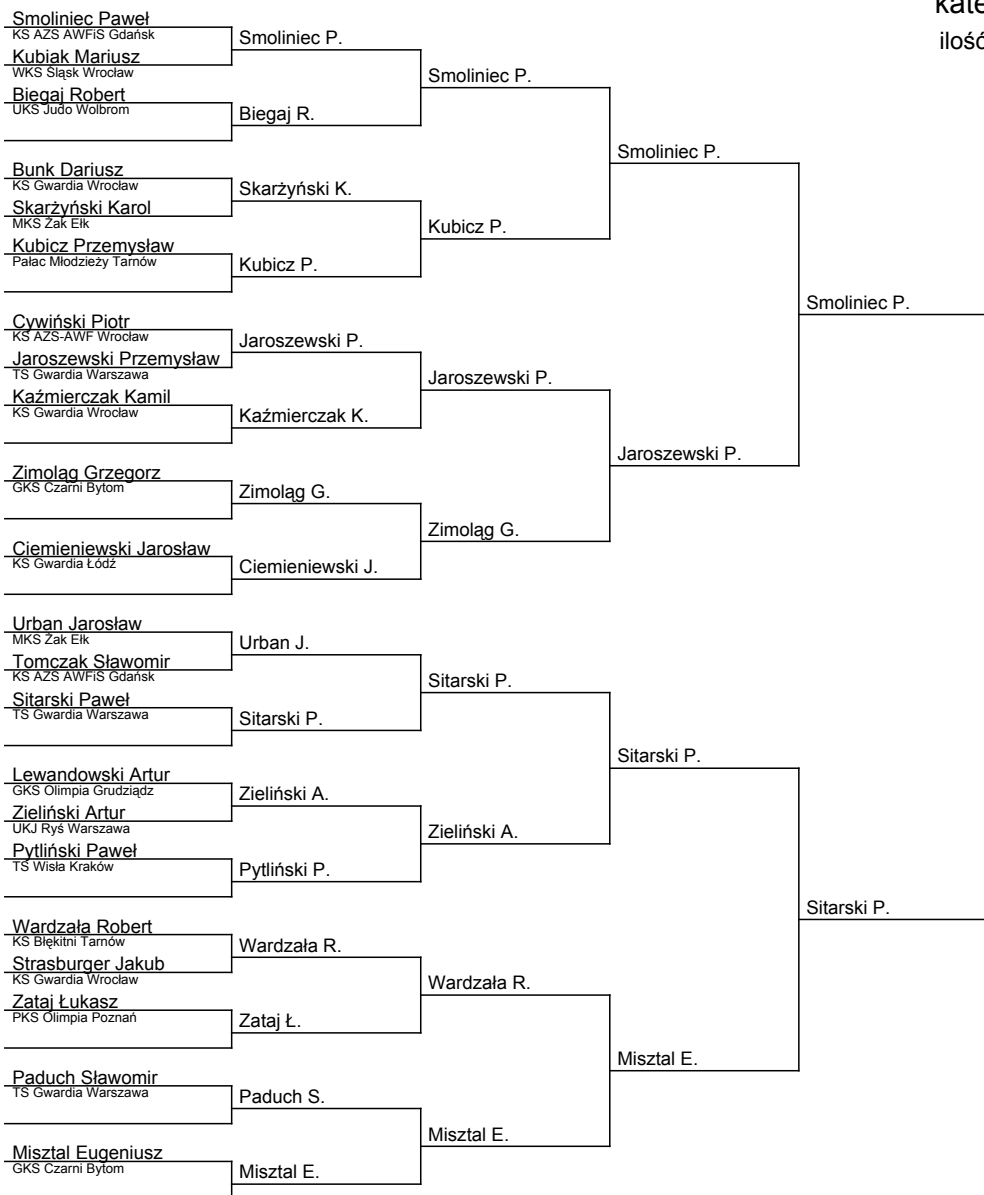 kate
ilość
Smoliniec Paweł
KS AZS AWFiS Gdańsk
Kubiak Mariusz
WKS Śląsk Wrocław
Biegaj Robert
UKS Judo Wolbrom
Bunk Dariusz
KS Gwardia Wrocław
Skarżyński Karol
MKS Żak Ełk
Kubicz Przemysław
Pałac Młodzieży Tarnów
Cywiński Piotr
KS AZS-AWF Wrocław
Jaroszewski Przemysław
TS Gwardia Warszawa
Kaźmierczak Kamil
KS Gwardia Wrocław
Zimoląg Grzegorz
GKS Czarni Bytom
Ciemieniewski Jarosław
KS Gwardia Łódź
Urban Jarosław
MKS Żak Ełk
Tomczak Sławomir
KS AZS AWFiS Gdańsk
Sitarski Paweł
TS Gwardia Warszawa
Lewandowski Artur
GKS Olimpia Grudziądz
Zieliński Artur
UKJ Ryś Warszawa
Pytliński Paweł
TS Wisła Kraków
Wardzała Robert
KS Błękitni Tarnów
Strasburger Jakub
KS Gwardia Wrocław
Zataj Łukasz
PKS Olimpia Poznań
Paduch Sławomir
TS Gwardia Warszawa
Misztal Eugeniusz
GKS Czarni Bytom
Smoliniec P.
Biegaj R.
Skarżyński K.
Kubicz P.
Jaroszewski P.
Kaźmierczak K.
Zimoląg G.
Ciemieniewski J.
Urban J.
Sitarski P.
Zieliński A.
Pytliński P.
Wardzała R.
Zataj Ł.
Paduch S.
Misztal E.
Smoliniec P.
Kubicz P.
Jaroszewski P.
Zimoląg G.
Sitarski P.
Zieliński A.
Wardzała R.
Misztal E.
Smoliniec P.
Jaroszewski P.
Sitarski P.
Misztal E.
Smoliniec P.
Sitarski P.